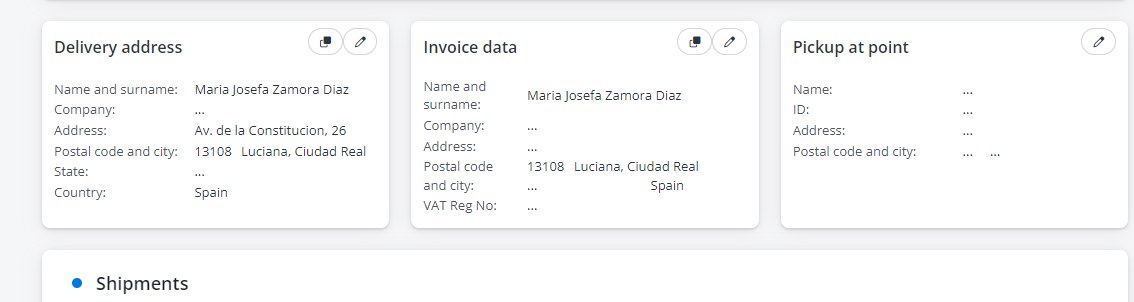 Delivery address
Name and surname: Maria Josefa Zamora Diaz
Company: ...
Address: Av. de la Constitucion, 26
Postal code and city: 13108 Luciana, Ciudad Real
State: ...
Country: Spain
Invoice data
Name and
surname: Maria Josefa Zamora Diaz
Company: ...
Address: ...
Postal code 13108 Luciana, Ciudad Real
and city: ... Spain
VAT Reg No: ...
Pickup at point
Name: ...
ID: ...
Address: ...
Postal code and city: ... ...
Shipments